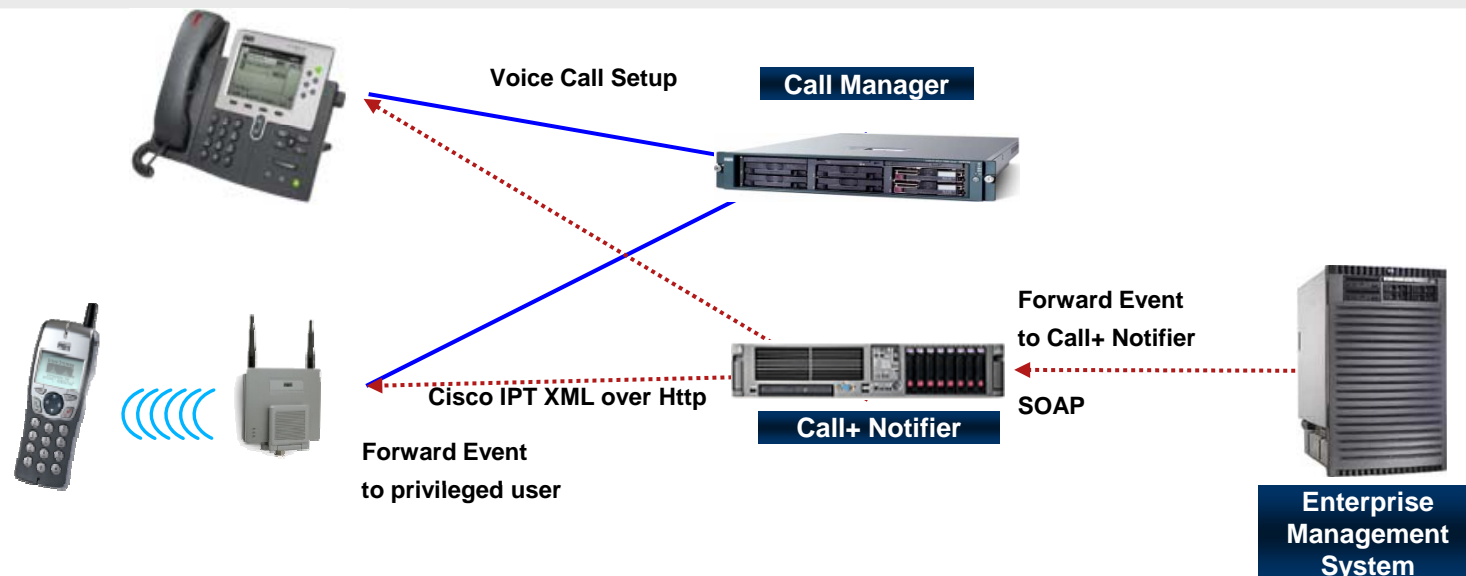 Voice Call Setup
Call Manager
Forward Event
to Call+ Notifier
Cisco IPT XML over Http
SOAP
Call+ Notifier
Forward Event
to privileged user
Enterprise
Management
System